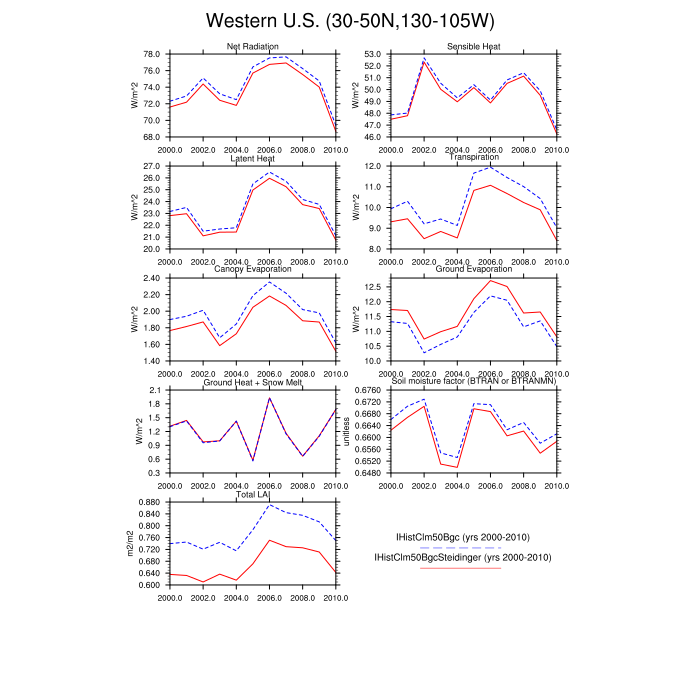 Western U.S. (30-50N,130-105W)
Net Radiation
W/m^2
78.0
76.0
74.0
72.0
70.0
68.0
2000.0 2002.0 2004.0 2006.0 2008.0 2010.0
Sensible Heat
W/m^2
53.0
52.0
51.0
50.0
49.0
48.0
47.0
46.0
2000.0 2002.0 2004.0 2006.0 2008.0 2010.0
Latent Heat
W/m^2
27.0
26.0
25.0
24.0
23.0
22.0
21.0
20.0
2000.0 2002.0 2004.0 2006.0 2008.0 2010.0
Transpiration
W/m^2
12.0
11.0
10.0
9.0
8.0
2000.0 2002.0 2004.0 2006.0 2008.0 2010.0
Canopy Evaporation
W/m^2
2.40
2.20
2.00
1.80
1.60
1.40
2000.0 2002.0 2004.0 2006.0 2008.0 2010.0
Ground Evaporation
W/m^2
12.5
12.0
11.5
11.0
10.5
10.0
2000.0 2002.0 2004.0 2006.0 2008.0 2010.0
Ground Heat + Snow Melt
W/m^2
2.1
1.8
1.5
1.2
0.9
0.6
0.3
2000.0 2002.0 2004.0 2006.0 2008.0 2010.0
Soil moisture factor (BTRAN or BTRANMN)
unitless
0.6760
0.6720
0.6680
0.6640
0.6600
0.6560
0.6520
0.6480
2000.0 2002.0 2004.0 2006.0 2008.0 2010.0
Total LAI
m2/m2
0.880
0.840
0.800
0.760
0.720
0.680
0.640
0.600
2000.0 2002.0 2004.0 2006.0 2008.0 2010.0
IHistClm50Bgc (yrs 2000-2010)
IHistClm50BgcSteidinger (yrs 2000-2010)